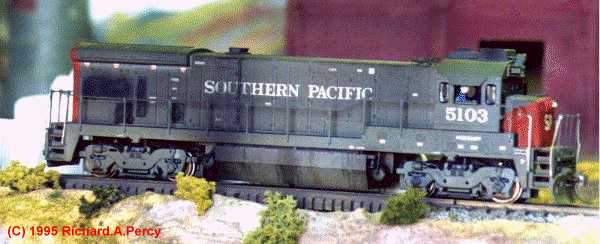 SOUTHERN PACIFIC
5103
(C) 1995 Richard A.Percy